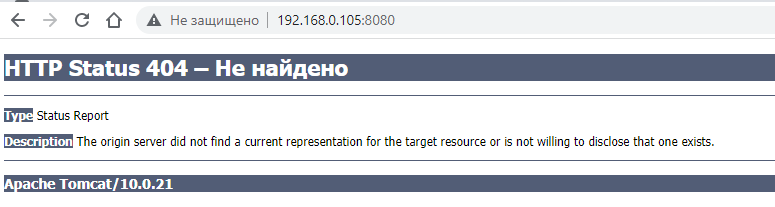 Не защищено 192.168.0.105:8080
HTTP Status 404 – Не найдено
Type Status Report
Description The origin server did not find a current representation for the target resource or is not willing to disclose that one exists.
Apache Tomcat/10.0.21